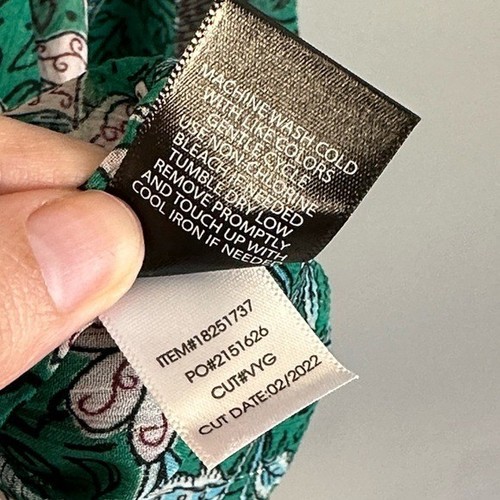 MACHINE WASH COLD
WITH LIKE COLORS
GENTLE CYCLE
USE NON-CHLORINE
BLEACH IF NEEDED
TUMBLE DRY LOW
REMOVE PROMPTLY
AND TOUCH UP WITH
COOL IRON IF NEEDED
ITEM#18251737
PO#2151626
CUT#VYG
CUT DATE:02/2022